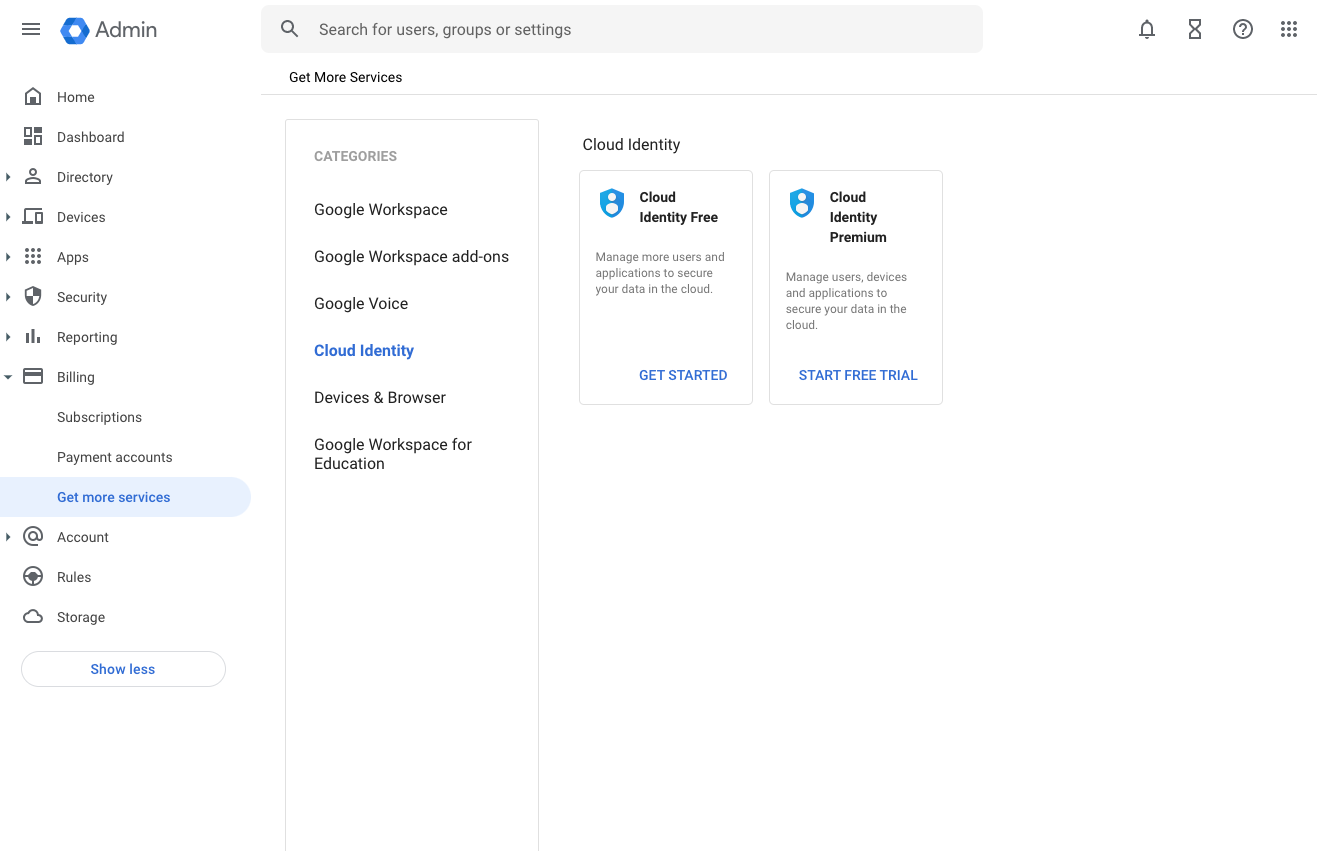 Admin
Search for users, groups or settings
Get More Services
Home
Dashboard
Directory
Devices
Apps
Security
Reporting
Billing
Subscriptions
Payment accounts
Get more services
Account
Rules
Storage
Show less
CATEGORIES
Google Workspace
Google Workspace add-ons
Google Voice
Cloud Identity
Devices & Browser
Google Workspace for
Education
Cloud Identity
Cloud
Identity Free
Manage more users and
applications to secure
your data in the cloud.
GET STARTED
Cloud
Identity
Premium
Manage users, devices
and applications to
secure your data in the
cloud.
START FREE TRIAL